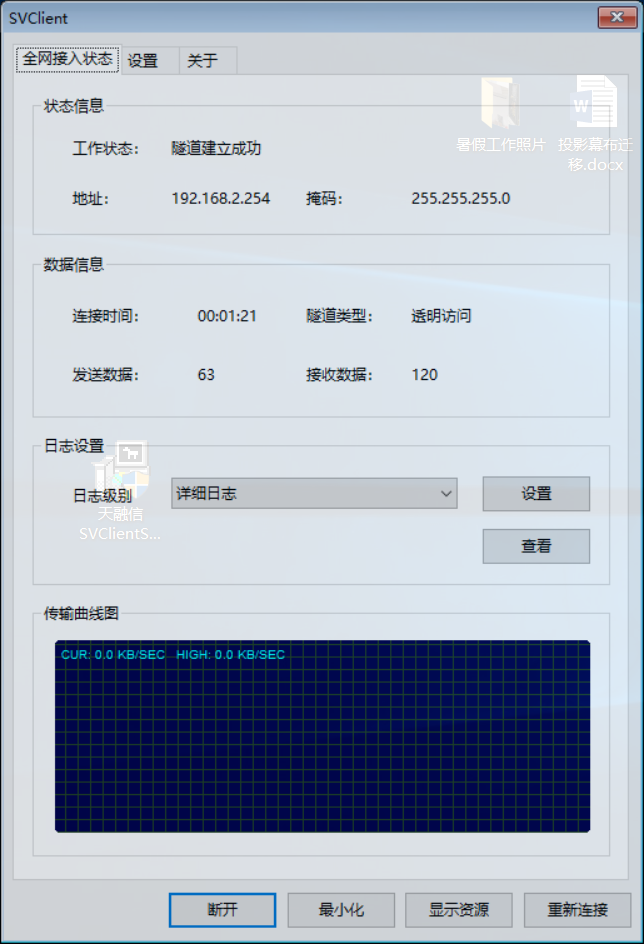 SVClient
全网接入状态 设置 关于
状态信息
暑假工作照片 投影幕布迁
移.docx
工作状态: 隧道建立成功
地址: 192.168.2.254 掩码: 255.255.255.0
数据信息
连接时间: 00:01:21 隧道类型: 透明访问
发送数据: 63 接收数据: 120
日志设置
日志级别 详细日志 设置
天融信
SVClientS...
查看
传输曲线图
CUR: 0.0 KB/SEC HIGH: 0.0 KB/SEC
断开 最小化 显示资源 重新连接